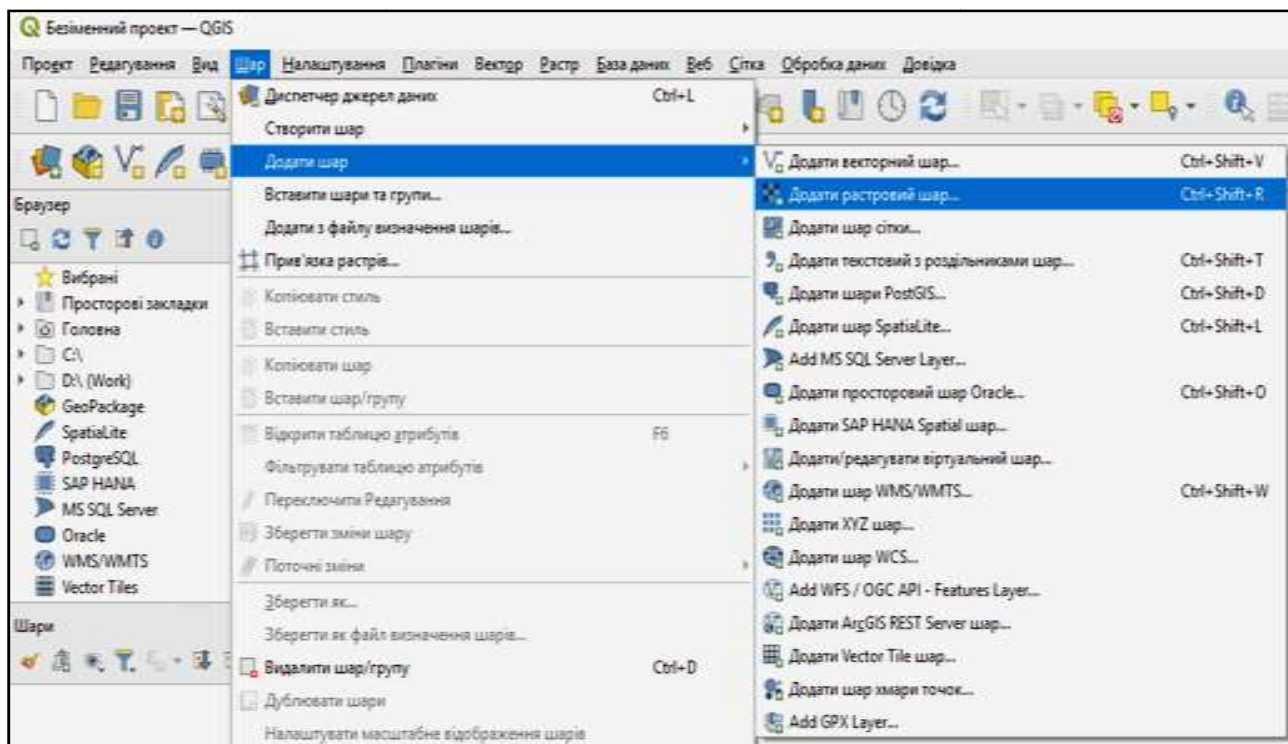 Безіменний проект — QGIS
Проект Редагування Вид Шар Налаштування Плагіни Вектор Растр База даних Веб Сітка Обробка даних Довідка
Диспетчер джерел даних Ctrl+L
Створити шар
Додати шар
Вставити шари та групи...
Додати з файлу визначення шарів...
Прив'язка растрів...
Копіювати стиль
Вставити стиль
Копіювати шар
Вставити шар/групу
Відкрити таблицю атрибутів F6
Фільтрувати таблицю атрибутів
Переключити Редагування
Зберегти зміни шару
Поточні зміни
Зберегти як...
Зберегти як файл визначення шарів...
Видалити шар/групу Ctrl+D
Дублювати шари
Налаштувати масштабне відображення шарів
Додати векторний шар... Ctrl+Shift+V
Додати растровий шар... Ctrl+Shift+R
Додати шар сітки...
Додати текстовий з роздільниками шар... Ctrl+Shift+T
Додати шари PostGIS... Ctrl+Shift+D
Додати шар SpatiaLite... Ctrl+Shift+L
Add MS SQL Server Layer...
Додати просторовий шар Oracle... Ctrl+Shift+O
Додати SAP HANA Spatial шар...
Додати/редагувати віртуальний шар...
Додати шар WMS/WMTS... Ctrl+Shift+W
Додати XYZ шар...
Додати шар WCS...
Add WFS / OGC API - Features Layer...
Додати ArcGIS REST Server шар...
Додати Vector Tile шар...
Додати шар хмари точок...
Add GPX Layer...
Браузер
Вибрані
Просторові закладки
Головна
C:\
D:\ (Work)
GeoPackage
SpatiaLite
PostgreSQL
SAP HANA
MS SQL Server
Oracle
WMS/WMTS
Vector Tiles
Шари